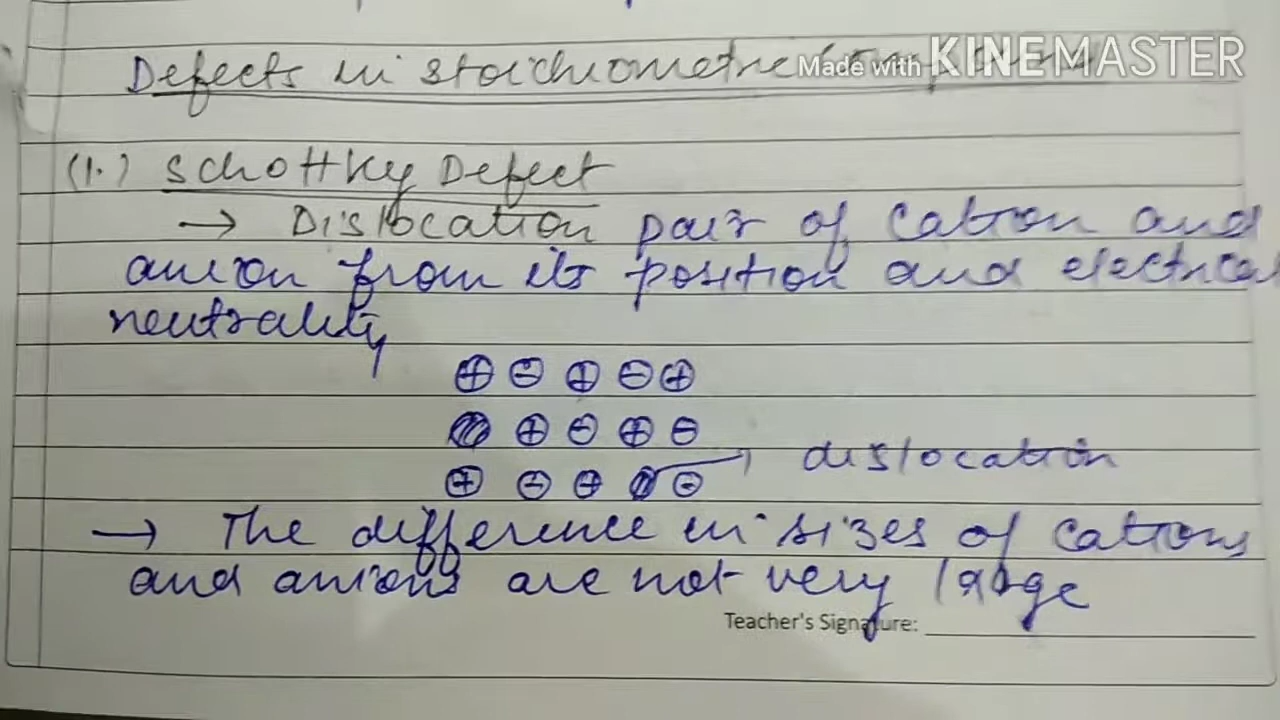 Defects in stoichiometric
Made with KINEMASTER
(1.) Schottky Defect
→ Dislocation pair of cation and
anion from its position and electrical
neutrality
⊕ ⊖ ⊕ ⊖ ⊕
⊕ ⊖ ⊕ ⊖
⊕ ⊖ ⊕ ⊖
dislocation
→ The difference in sizes of cations
and anions are not very large
Teacher's Signature: